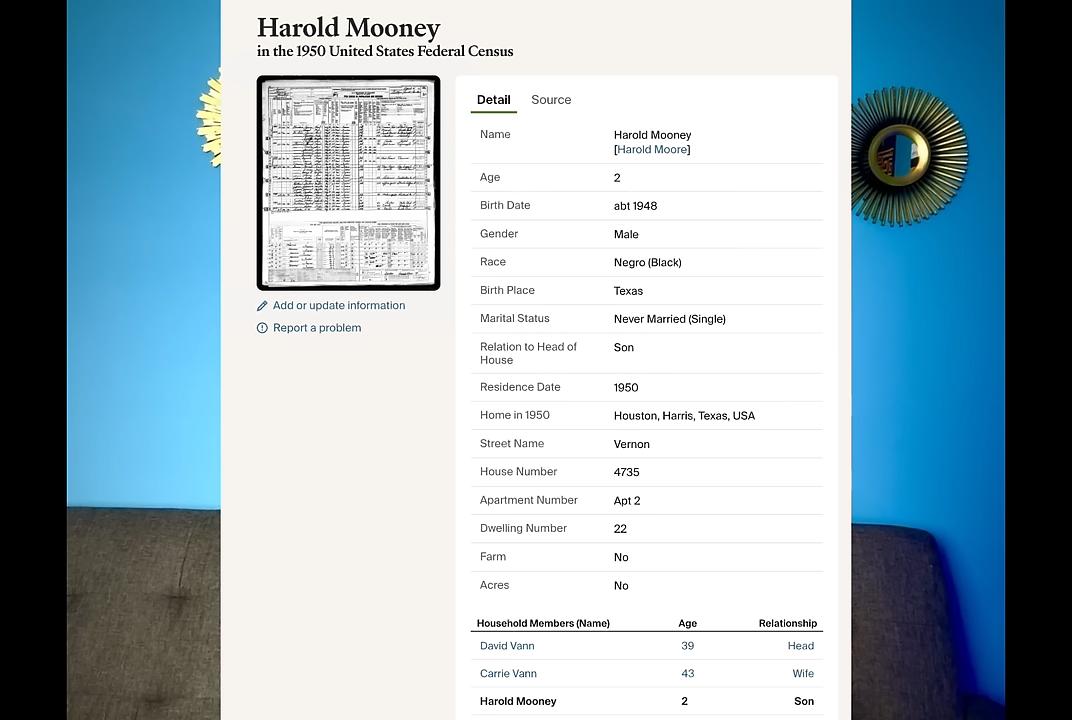 Harold Mooney
in the 1950 United States Federal Census
Detail Source
Name Harold Mooney
[Harold Moore]
Age 2
Birth Date abt 1948
Gender Male
Race Negro (Black)
Birth Place Texas
Marital Status Never Married (Single)
Relation to Head of House Son
Residence Date 1950
Home in 1950 Houston, Harris, Texas, USA
Street Name Vernon
House Number 4735
Apartment Number Apt 2
Dwelling Number 22
Farm No
Acres No
Household Members (Name) Age Relationship
David Vann 39 Head
Carrie Vann 43 Wife
Harold Mooney 2 Son
Add or update information
Report a problem